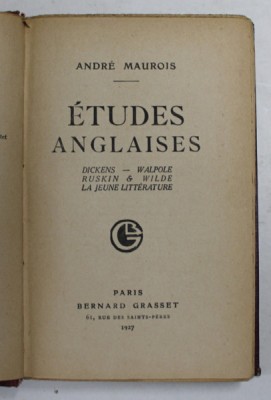 ANDRÉ MAUROIS
ÉTUDES
ANGLAISES
DICKENS — WALPOLE
RUSKIN & WILDE
LA JEUNE LITTÉRATURE
BG
PARIS
BERNARD GRASSET
61, RUE DES SAINTS-PÈRES
1927